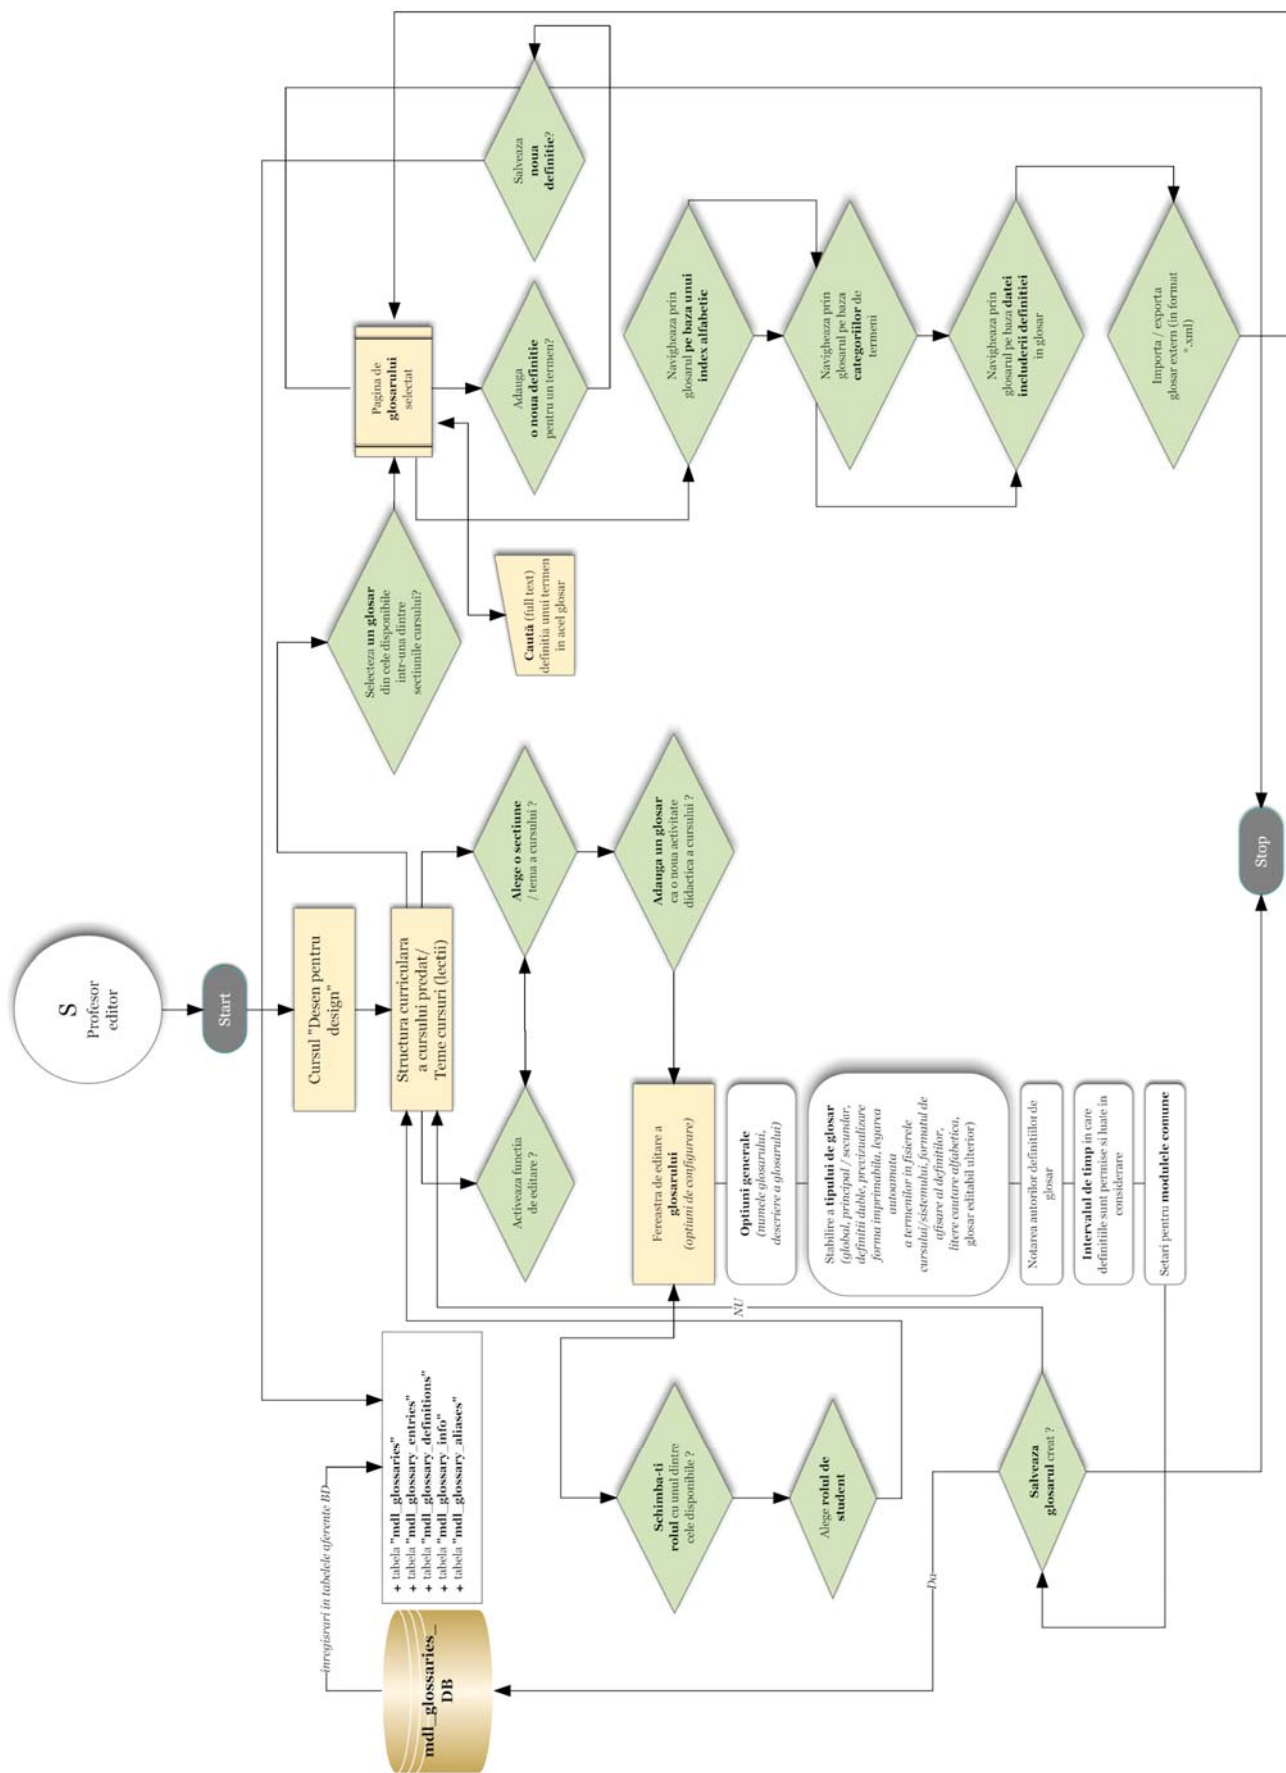 S
Profesor
editor
Start
Cursul "Desen pentru
design"
Structura curriculara
a cursului predat/
Teme cursuri (lectii)
Selecteza un glosar
din cele disponibile
intr-una dintre
sectiunile cursului?
Pagina de
glosarului
selectat
Salveaza
noua
definitie?
Adauga
o noua definitie
pentru un termen?
Caută (full text)
definitia unui termen
in acel glosar
Activeaza functia
de editare ?
Alege o sectiune
/ tema a cursului ?
Adauga un glosar
ca o noua activitate
didactica a cursului ?
Navigheaza prin
glosarul pe baza unui
index alfabetic
Navigheaza prin
glosarul pe baza
categoriilor de
termeni
Navigheaza prin
glosarul pe baza datei
includerii definitiei
in glosar
Importa / exporta
glosar extern (in format
*.xml)
Fereastra de editare a
glosarului
(optiuni de configurare)
Optiuni generale
(numele glosarului,
descriere a glosarului)
Stabilire a tipului de glosar
(global, principal / secundar,
definitii duble, previzualizare
forma imprimabila, legarea
autoamata
a termenilor in fisierele
cursului/sistemului, formatul de
afisare al definitilor,
litere cautare alfabetica,
glosar editabil ulterior)
Notarea autorilor definitiilor de
glosar
Intervalul de timp in care
definitiile sunt permise si luate in
considerare
Setari pentru modulele comune
inregisrari in tabelele aferente BD
mdl_glossaries_
DB
+ tabela "mdl_glossaries"
+ tabela "mdl_glossary_entries"
+ tabela "mdl_glossary_definitions"
+ tabela "mdl_glossary_info"
+ tabela "mdl_glossary_aliases"
Schimba-ti
rolul cu unul dintre
cele disponibile ?
Alege rolul de
student
NU
Da
Salveaza
glosarul creat ?
Stop